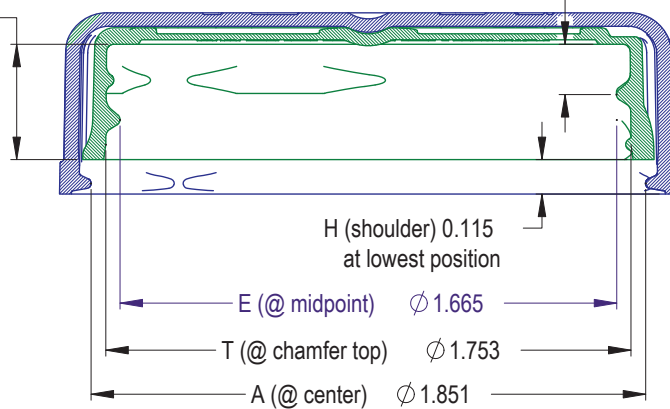 H (shoulder) 0.115
at lowest position
E (@ midpoint) ∅ 1.665
T (@ chamfer top) ∅ 1.753
A (@ center) ∅ 1.851